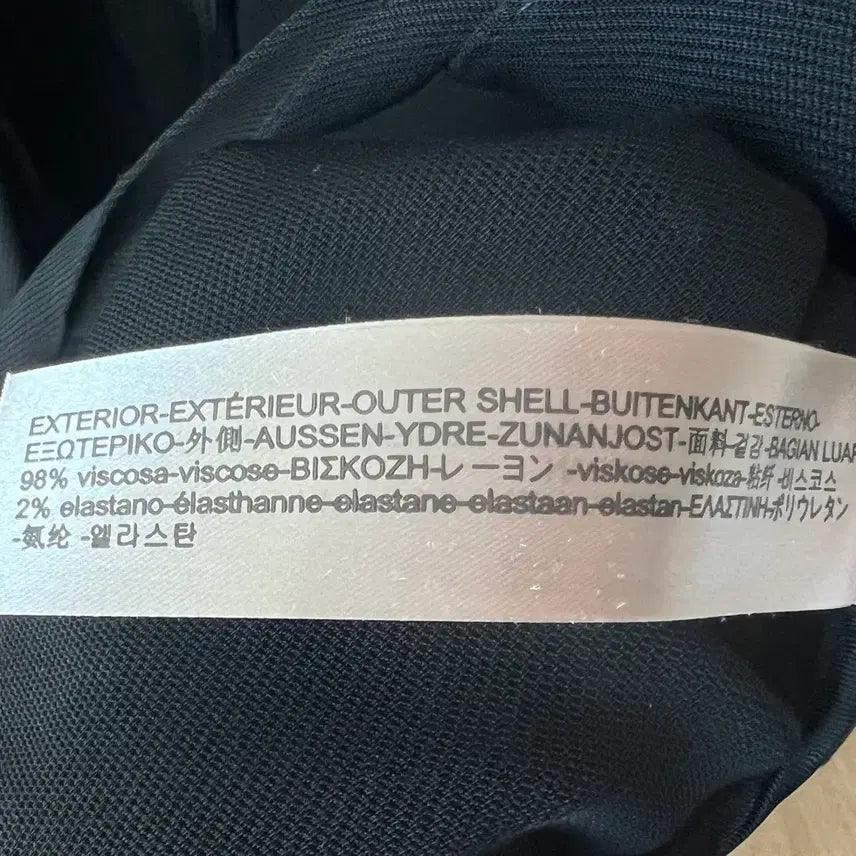 EXTERIOR-EXTÉRIEUR-OUTER SHELL-BUITENKANT-ESTERNO-
ΕΞΩΤΕΡΙΚΟ-外側-AUSSEN-YDRE-ZUNANJOST-面料-겉감-BAGIAN LUAR
98% viscosa-viscose-ΒΙΣΚΟΖΗ-レーヨン -viskose-viskoza-粘纤-비스코스
2% elastano-élasthanne-elastane-elastaan-elastan-ΕΛΑΣΤΙΝΗ-ポリウレタン
-氨纶 -엘라스탄